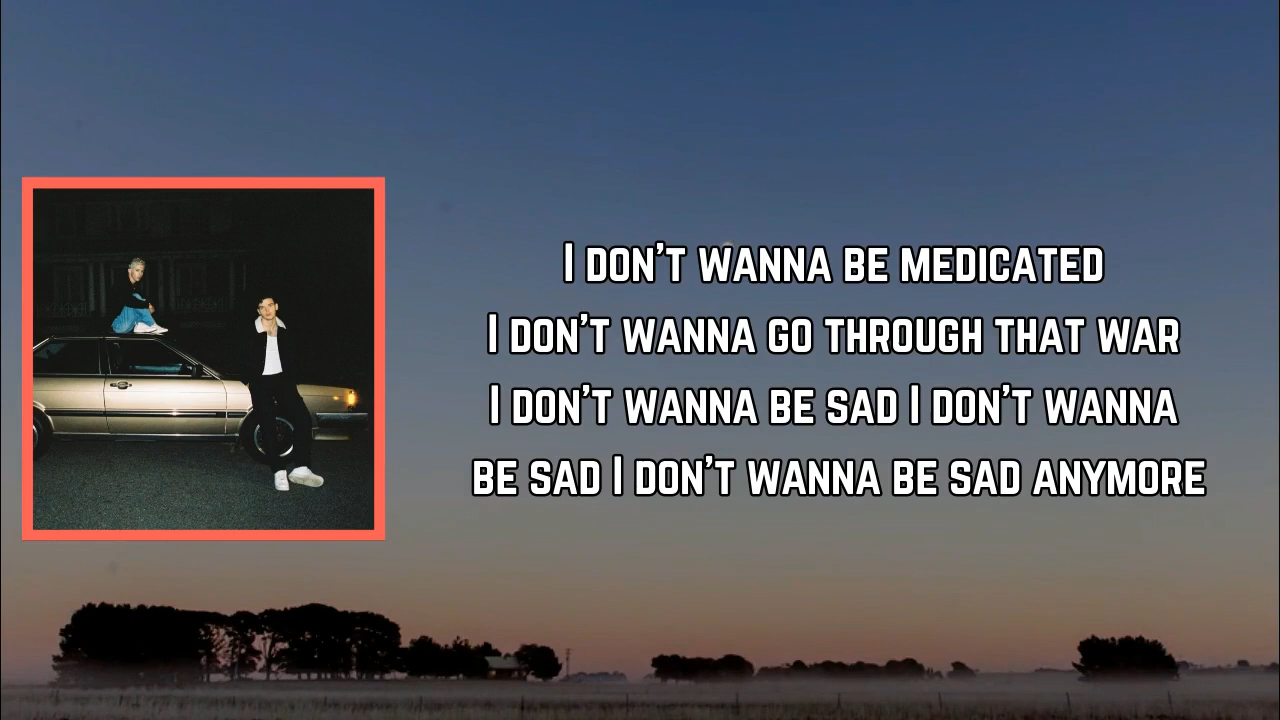 I DON'T WANNA BE MEDICATED
I DON'T WANNA GO THROUGH THAT WAR
I DON'T WANNA BE SAD I DON'T WANNA
BE SAD I DON'T WANNA BE SAD ANYMORE